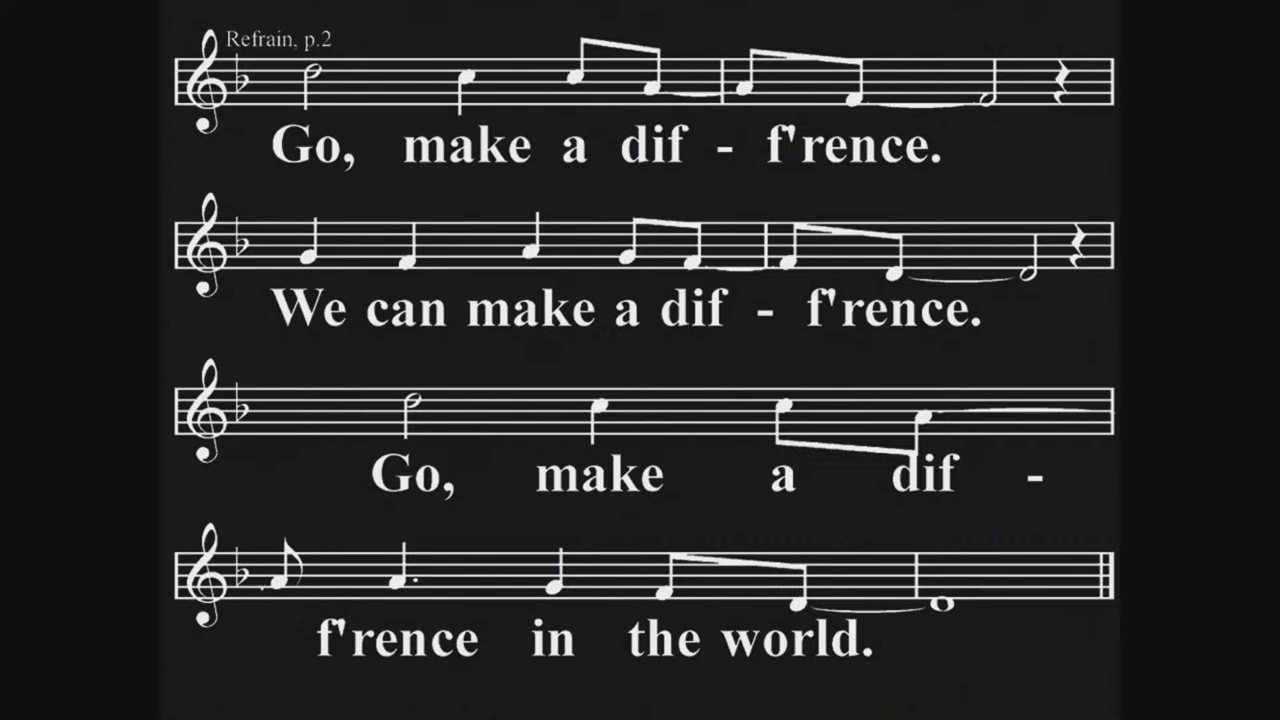 Refrain, p.2
Go, make a dif - f'rence.
We can make a dif - f'rence.
Go, make a dif -
f'rence in the world.